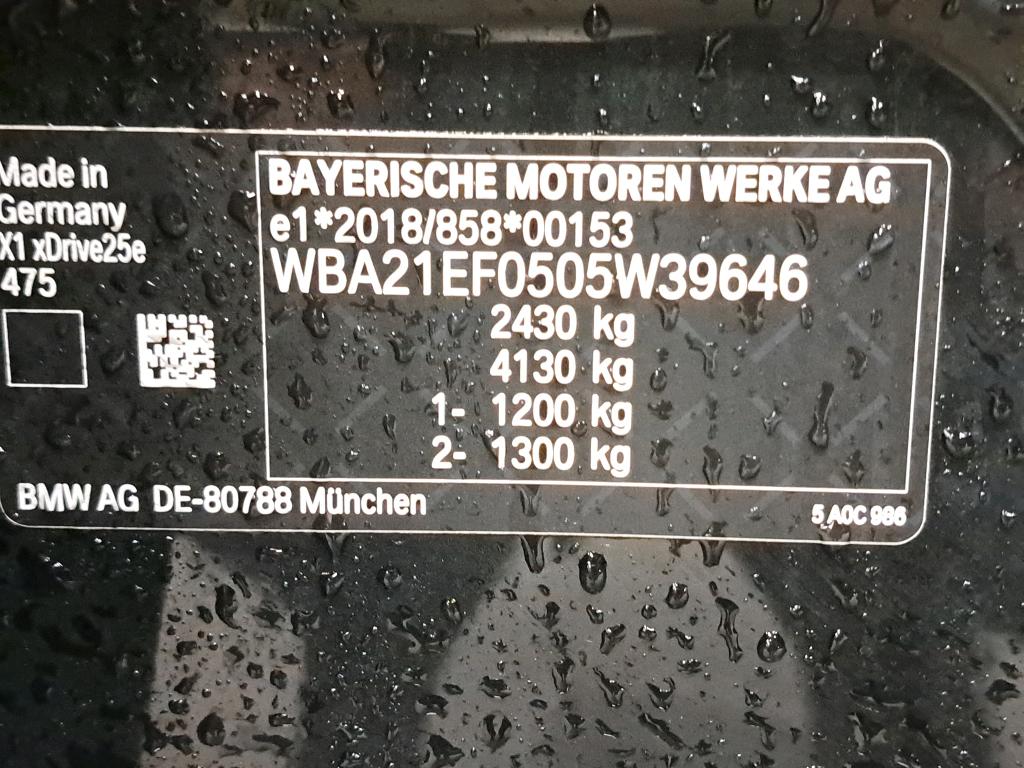 Made in
Germany
X1 xDrive25e
475
BAYERISCHE MOTOREN WERKE AG
e1*2018/858*00153
WBA21EF0505W39646
2430 kg
4130 kg
1- 1200 kg
2- 1300 kg
BMW AG DE-80788 München
5 A0C 986